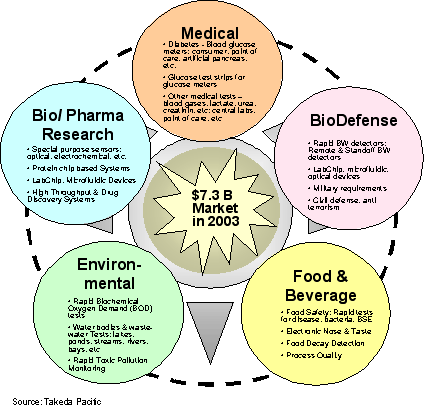 Medical
• Diabetes - Blood glucose
meters: consumer, point of
care, artificial pancreas,
etc.
• Glucose test strips for
glucose meters
• Other medical tests –
blood gases, lactate, urea,
creatinin, etc: central labs,
point of care, etc
Bio/ Pharma
Research
• Special purpose sensors:
optical, electrochemical, etc.
• Protein chip based Systems
• LabChip, Microfluidic Devices
• High Throughput & Drug
Discovery Systems
BioDefense
• Rapid BW detectors:
Remote & Standoff BW
detectors
• LabChip, microfluidic,
optical devices
• Military requirements
• Civil defense, anti
terrorism
$7.3 B
Market
in 2003
Environ-
mental
• Rapid Biochemical
Oxygen Demand (BOD)
tests
• Water bodies & waste-
water Tests: lakes,
ponds, streams, rivers,
bays, etc
• Rapid Toxic Pollution
Monitoring
Food &
Beverage
• Food Safety: Rapid tests
for disease, bacteria, BSE
• Electronic Nose & Taste
• Food Decay Detection
• Process Quality
Source: Takeda Pacific